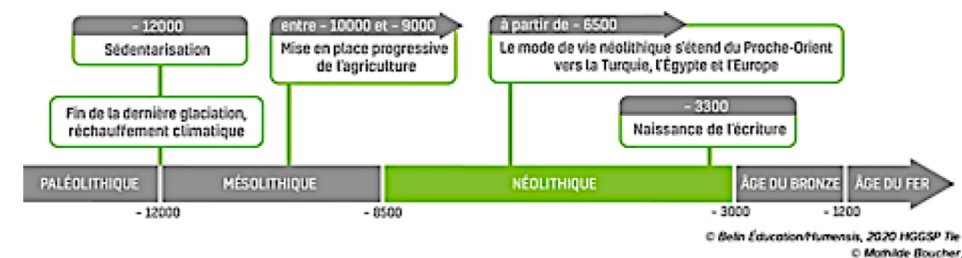 - 12000
Sédentarisation
Fin de la dernière glaciation,
réchauffement climatique
entre - 10000 et - 9000
Mise en place progressive
de l'agriculture
à partir de - 6500
Le mode de vie néolithique s'étend du Proche-Orient
vers la Turquie, l'Égypte et l'Europe
- 3300
Naissance de l'écriture
PALÉOLITHIQUE
MÉSOLITHIQUE
NÉOLITHIQUE
ÂGE DU BRONZE
ÂGE DU FER
- 12000
- 8500
- 3000
- 1200
© Belin Éducation/Humensis, 2020 HGGSP Tle
© Mathilde Boucher.